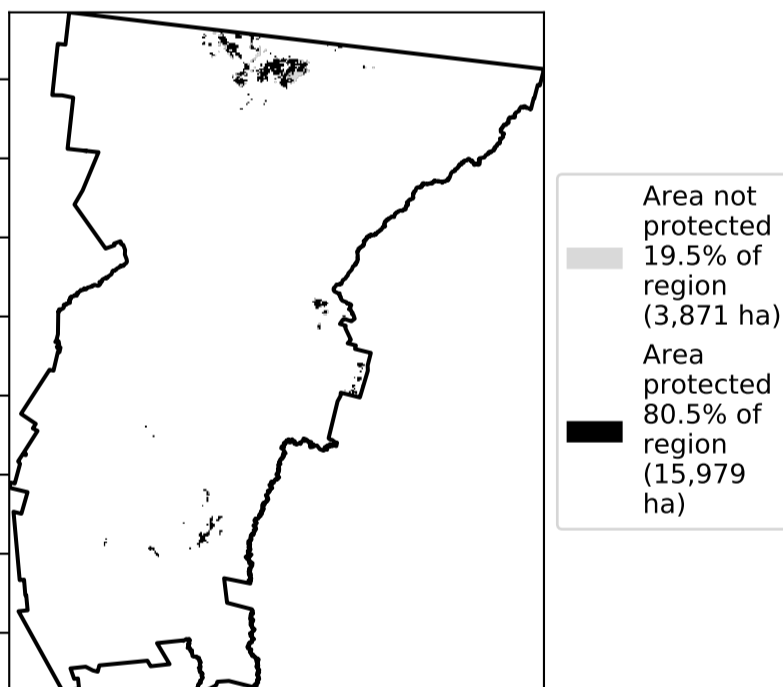 Area not
protected
19.5% of
region
(3,871 ha)
Area
protected
80.5% of
region
(15,979
ha)